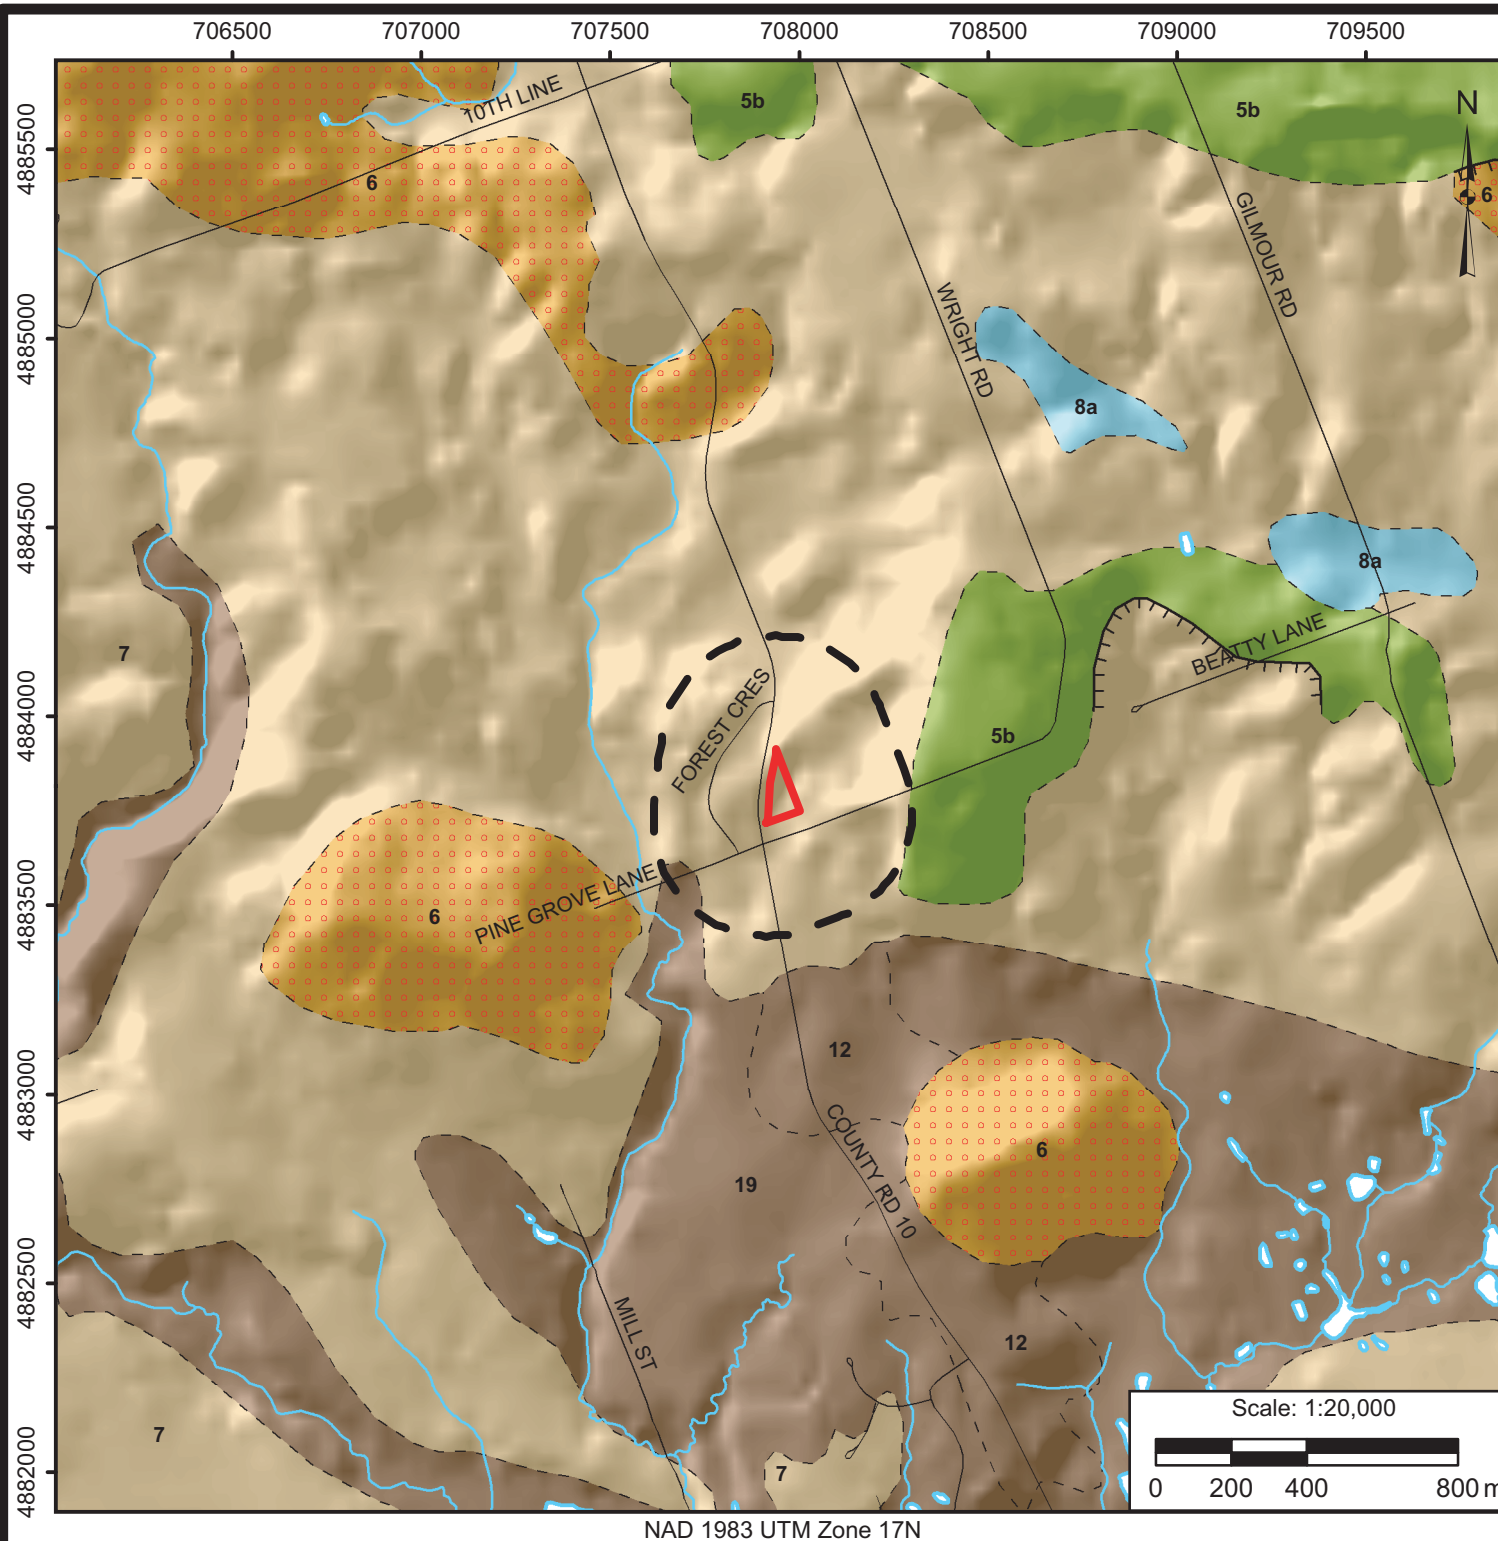 706500 707000 707500 708000 708500 709000 709500
4885500
4885000
4884500
4884000
4883500
4883000
4882500
4882000
10TH LINE
5b
5b
N
6
6
GILMOUR RD
WRIGHT RD
8a
8a
7
FOREST CRES
BEATTY LANE
5b
6
PINE GROVE LANE
12
COUNTY RD 10
6
19
MILL ST
12
7
7
Scale: 1:20,000
0 200 400 800 m
NAD 1983 UTM Zone 17N